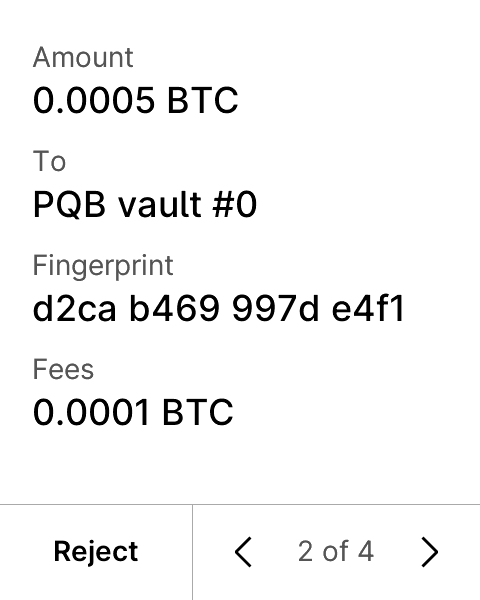 Amount
0.0005 BTC
To
PQB vault #0
Fingerprint
d2ca b469 997d e4f1
Fees
0.0001 BTC
Reject
2 of 4